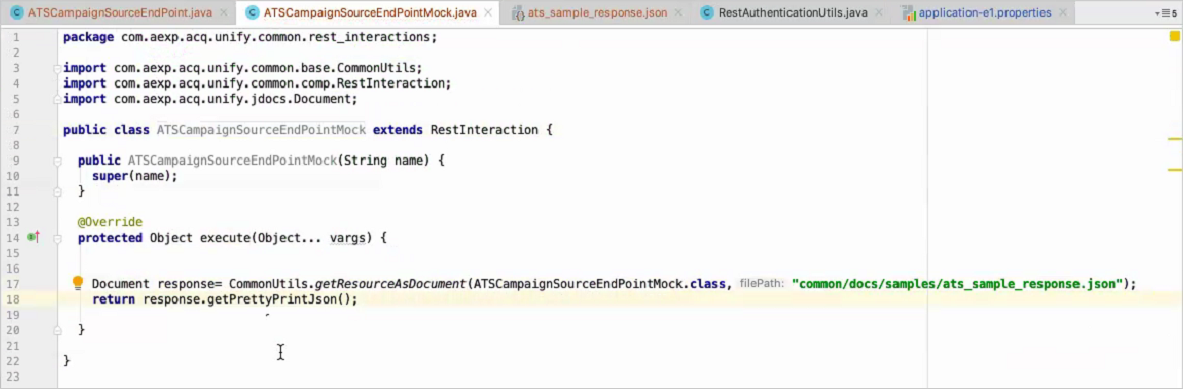 ATSCampaignSourceEndPoint.java ATSCampaignSourceEndPointMock.java ats_sample_response.json RestAuthenticationUtils.java application-e1.properties 5
1 package com.aexp.acq.unify.common.rest_interactions;
2
3 import com.aexp.acq.unify.common.base.CommonUtils;
4 import com.aexp.acq.unify.common.comp.RestInteraction;
5 import com.aexp.acq.unify.jdocs.Document;
6
7 public class ATSCampaignSourceEndPointMock extends RestInteraction {
8
9 public ATSCampaignSourceEndPointMock(String name) {
10 super(name);
11 }
12
13 @Override
14 protected Object execute(Object... vargs) {
15
16
17 Document response= CommonUtils.getResourceAsDocument(ATSCampaignSourceEndPointMock.class, filePath: "common/docs/samples/ats_sample_response.json");
18 return response.getPrettyPrintJson();
19
20 }
21
22 }
23